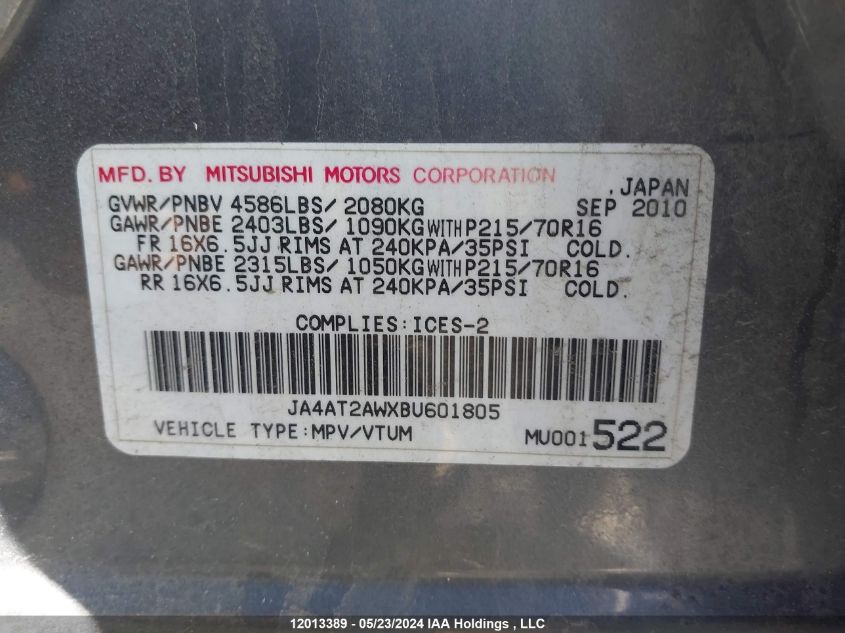 MFD. BY MITSUBISHI MOTORS CORPORATION
, JAPAN
GVWR/PNBV 4586LBS/ 2080KG SEP 2010
GAWR/PNBE 2403LBS/ 1090KG WITH P215/70R16
FR 16X6.5JJ RIMS AT 240KPA/35PSI COLD.
GAWR/PNBE 2315LBS/ 1050KG WITH P215/70R16
RR 16X6.5JJ RIMS AT 240KPA/35PSI COLD.
COMPLIES:ICES-2
JA4AT2AWXBU601805
VEHICLE TYPE:MPV/VTUM MU001522
12013389 - 05/23/2024 IAA Holdings , LLC